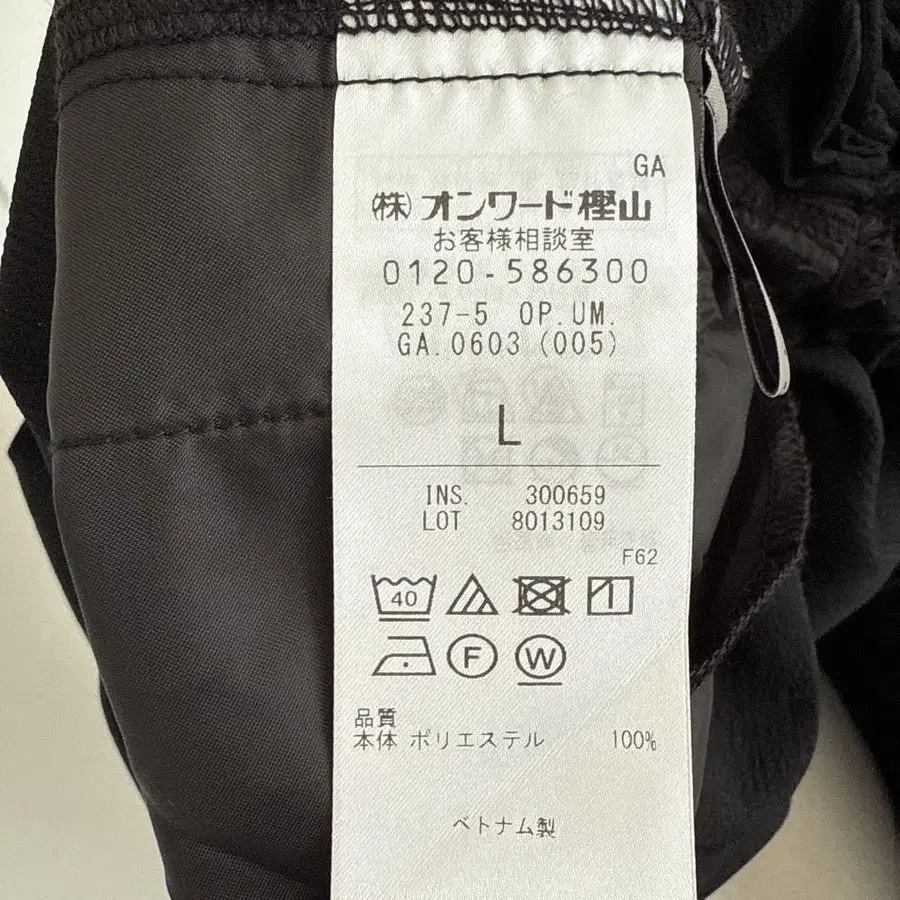 GA
㈱オンワード樫山
お客様相談室
0120-586300
237-5 OP.UM.
GA.0603(005)
L
INS. 300659
LOT 8013109
F62
40
F W
品質
本体 ポリエステル 100%
ベトナム製